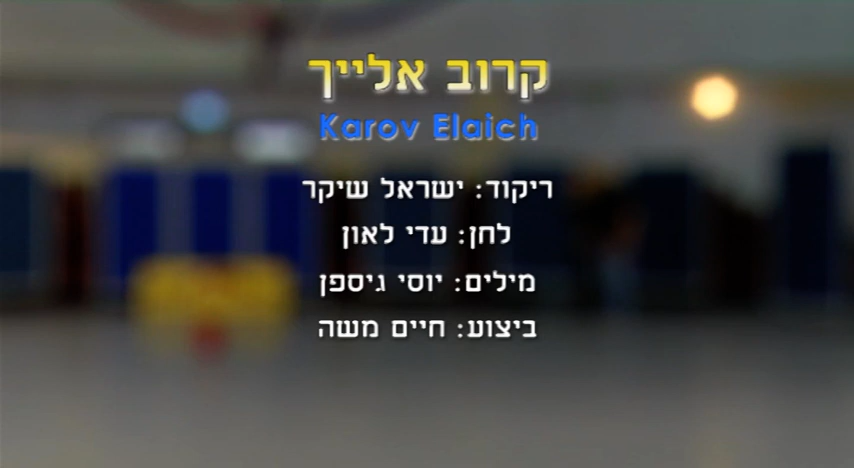 קרוב אלייך
Karov Elaich
ריקוד: ישראל שיקר
לחן: עדי לאון
מילים: יוסי גיספן
ביצוע: חיים משה